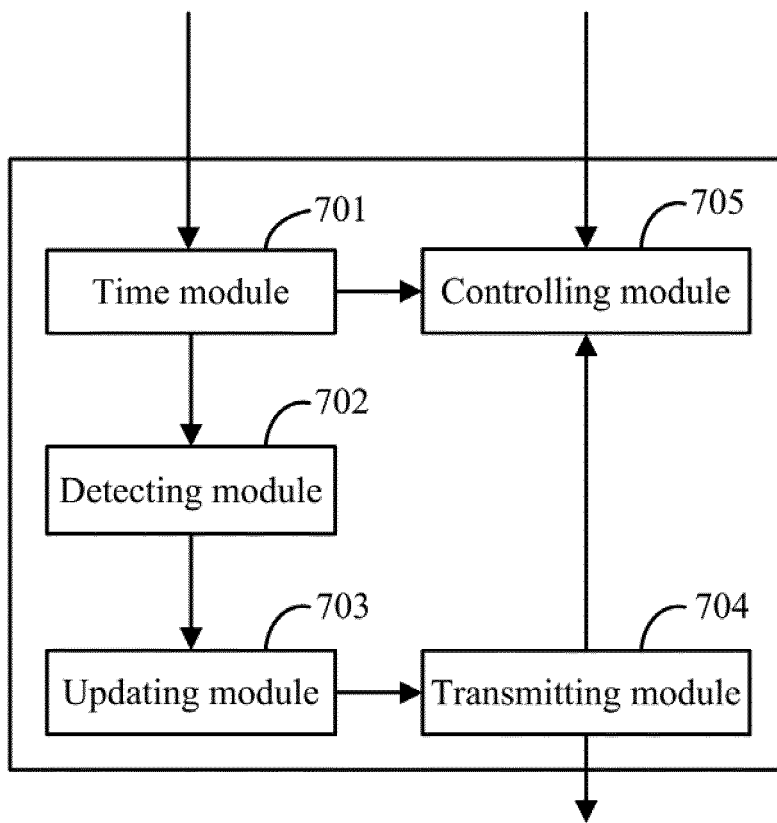 701
705
Time module
Controlling module
702
Detecting module
703
704
Updating module
Transmitting module